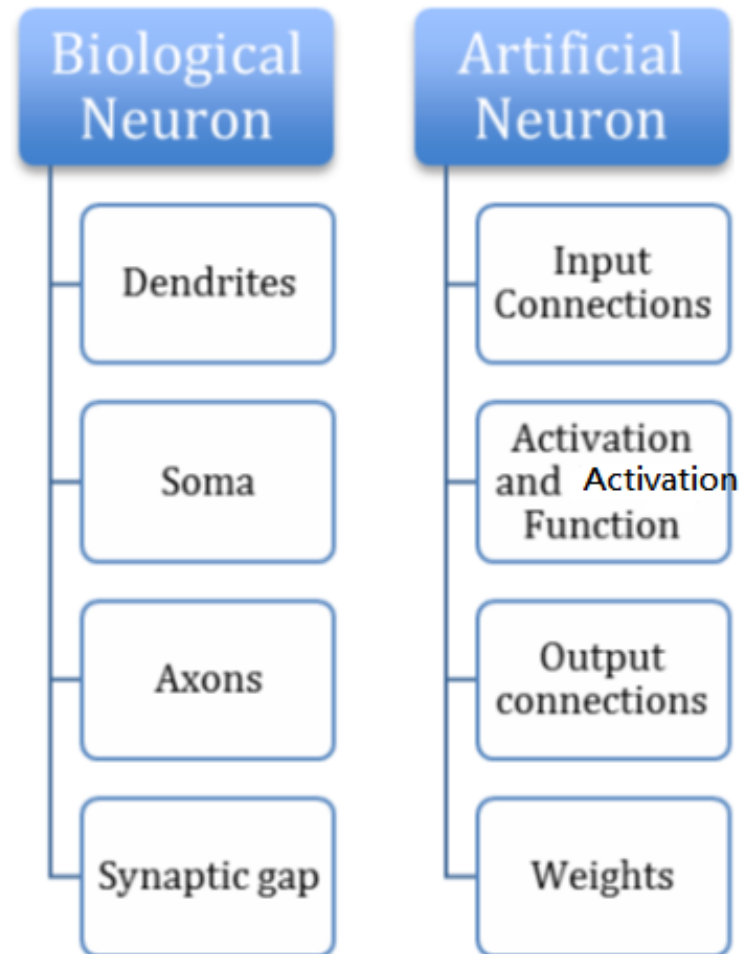 Biological
Neuron
Dendrites
Soma
Axons
Synaptic gap
Artificial
Neuron
Input
Connections
Activation
and Activation
Function
Output
connections
Weights